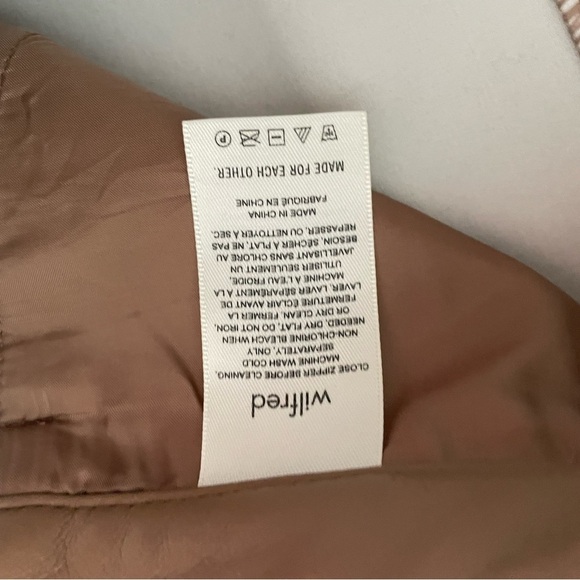 wilfred
CLOSE ZIPPER BEFORE CLEANING,
MACHINE WASH COLD
SEPARATELY, ONLY
NON-CHLORINE BLEACH WHEN
NEEDED, DRY FLAT, DO NOT IRON,
OR DRY CLEAN. FERMER LA
FERMETURE ÉCLAIR AVANT DE
LAVER, LAVER SÉPARÉMENT À LA
MACHINE À L'EAU FROIDE,
UTILISER SEULEMENT UN
JAVELLISANT SANS CHLORE AU
BESOIN, SÉCHER À PLAT, NE PAS
REPASSER, OU NETTOYER À SEC.
MADE IN CHINA
FABRIQUÉ EN CHINE
MADE FOR EACH OTHER.
P